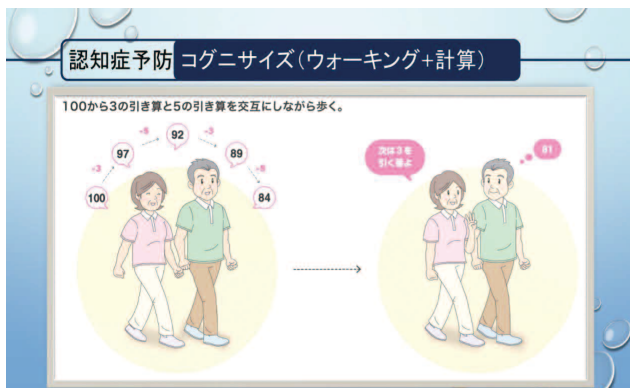 認知症予防 コグニサイズ(ウォーキング+計算)
100から3の引き算と5の引き算を交互にしながら歩く。
100
-3
97
-5
92
-3
89
-5
84
次は3を
引く番よ
81